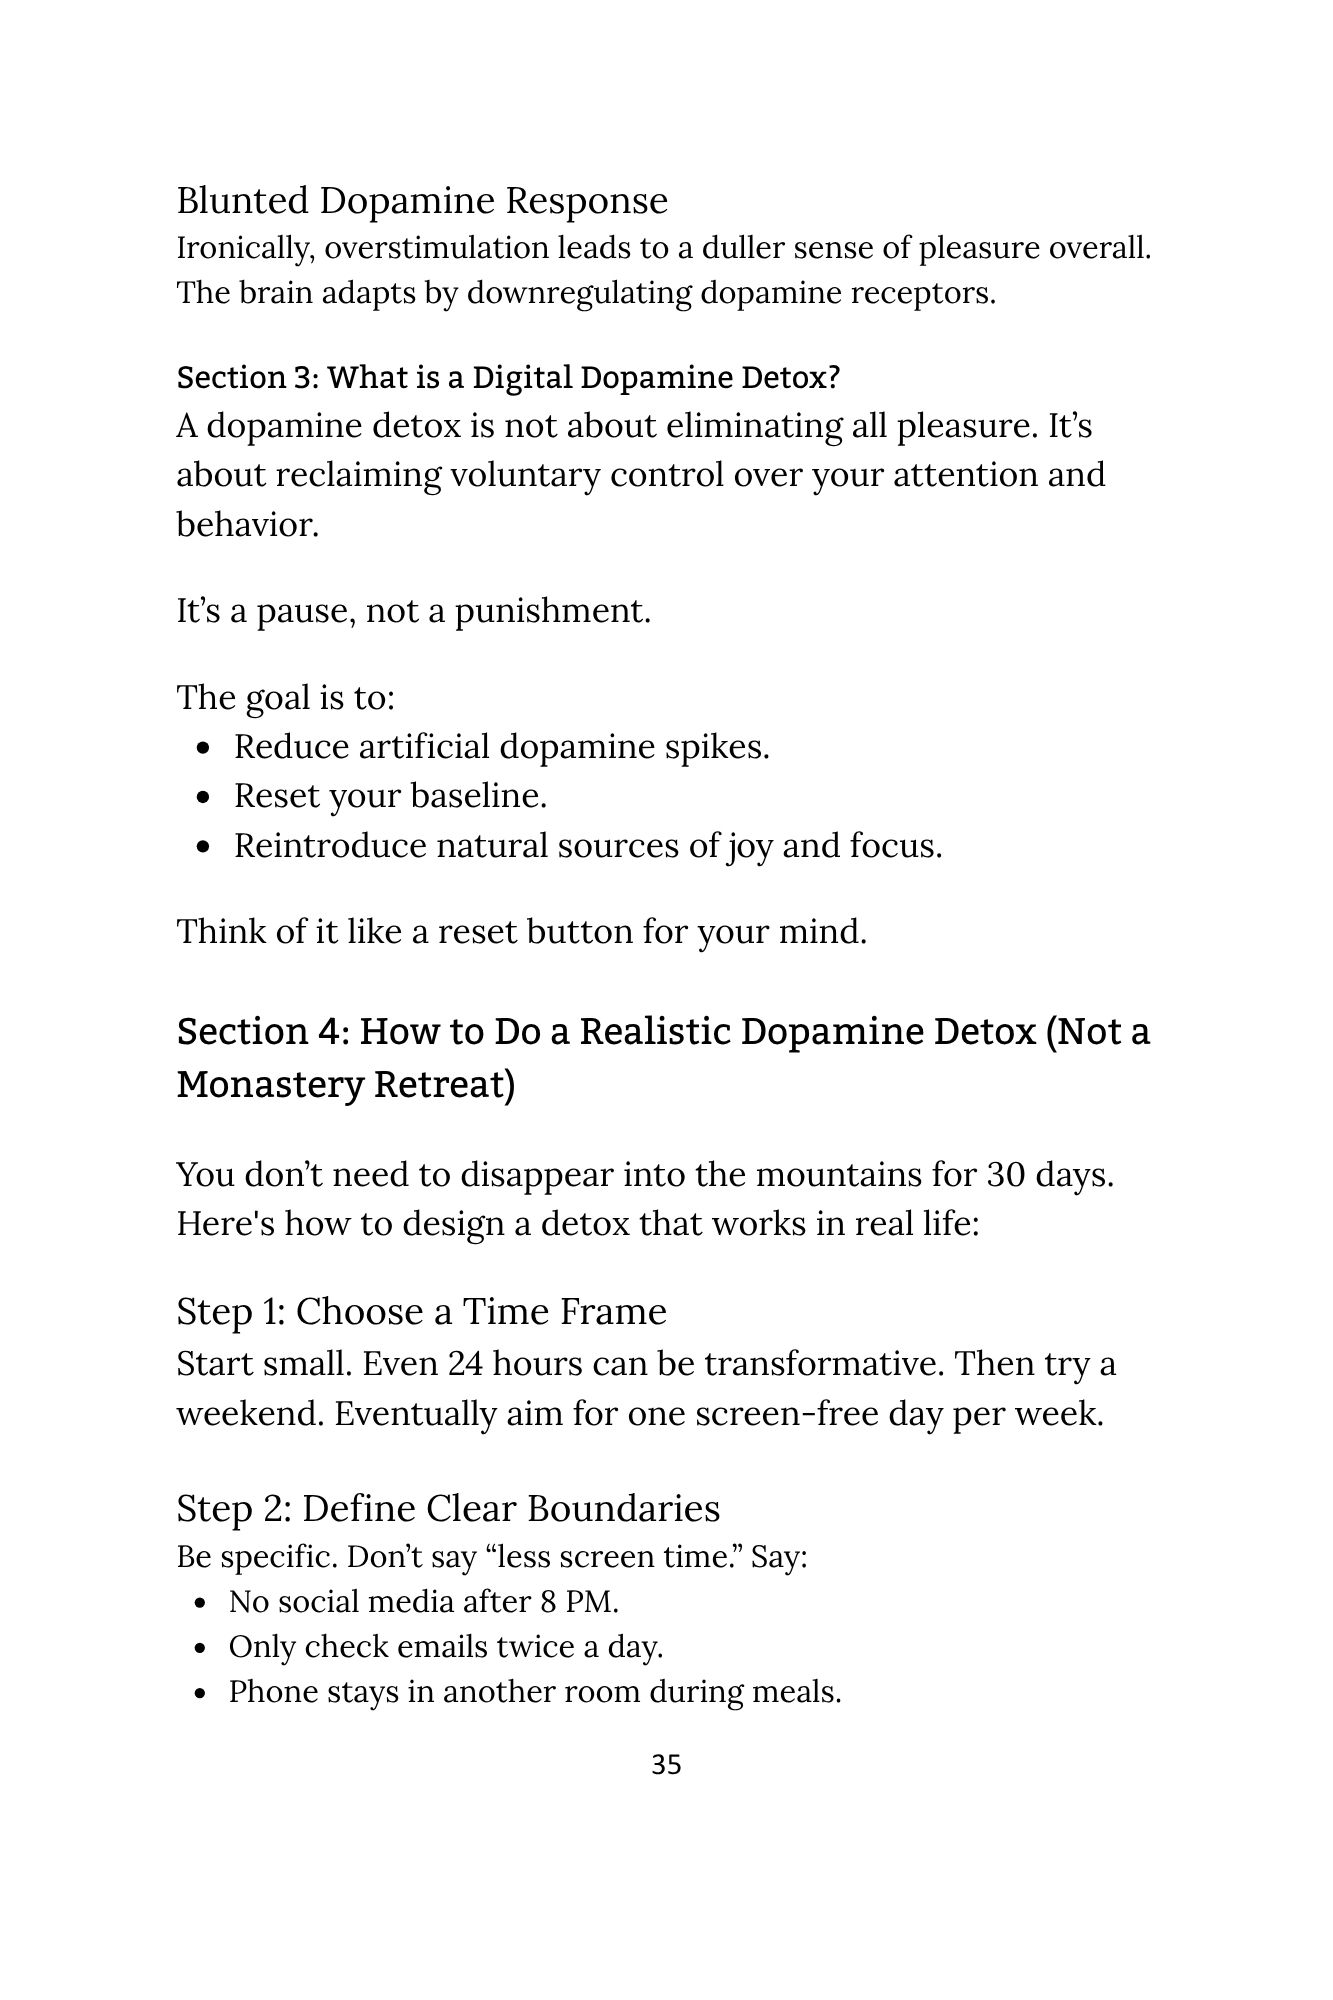 Blunted Dopamine Response
Ironically, overstimulation leads to a duller sense of pleasure overall.
The brain adapts by downregulating dopamine receptors.
Section 3: What is a Digital Dopamine Detox?
A dopamine detox is not about eliminating all pleasure. It’s
about reclaiming voluntary control over your attention and
behavior.
It’s a pause, not a punishment.
The goal is to:
• Reduce artificial dopamine spikes.
• Reset your baseline.
• Reintroduce natural sources of joy and focus.
Think of it like a reset button for your mind.
Section 4: How to Do a Realistic Dopamine Detox (Not a
Monastery Retreat)
You don’t need to disappear into the mountains for 30 days.
Here's how to design a detox that works in real life:
Step 1: Choose a Time Frame
Start small. Even 24 hours can be transformative. Then try a
weekend. Eventually aim for one screen-free day per week.
Step 2: Define Clear Boundaries
Be specific. Don’t say “less screen time.” Say:
• No social media after 8 PM.
• Only check emails twice a day.
• Phone stays in another room during meals.
35